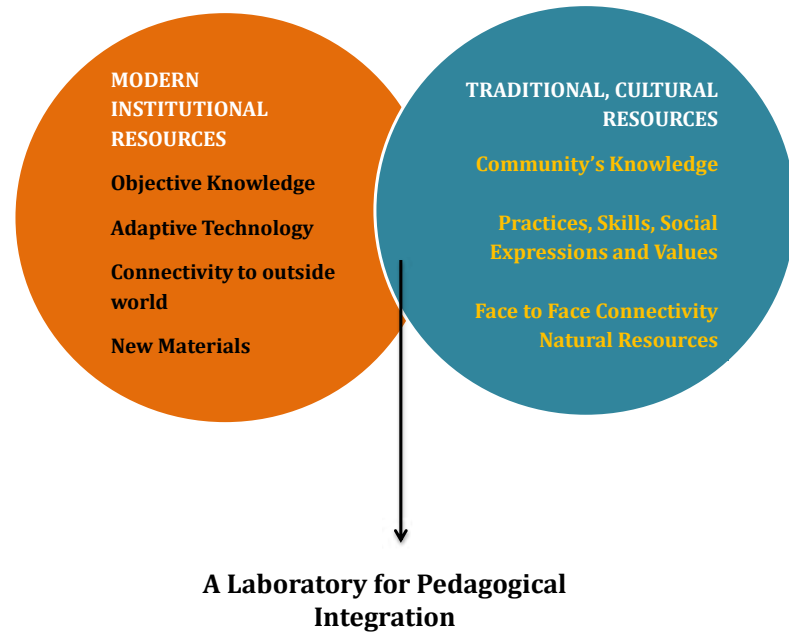 MODERN
INSTITUTIONAL
RESOURCES
Objective Knowledge
Adaptive Technology
Connectivity to outside
world
New Materials
TRADITIONAL, CULTURAL
RESOURCES
Community’s Knowledge
Practices, Skills, Social
Expressions and Values
Face to Face Connectivity
Natural Resources
A Laboratory for Pedagogical
Integration